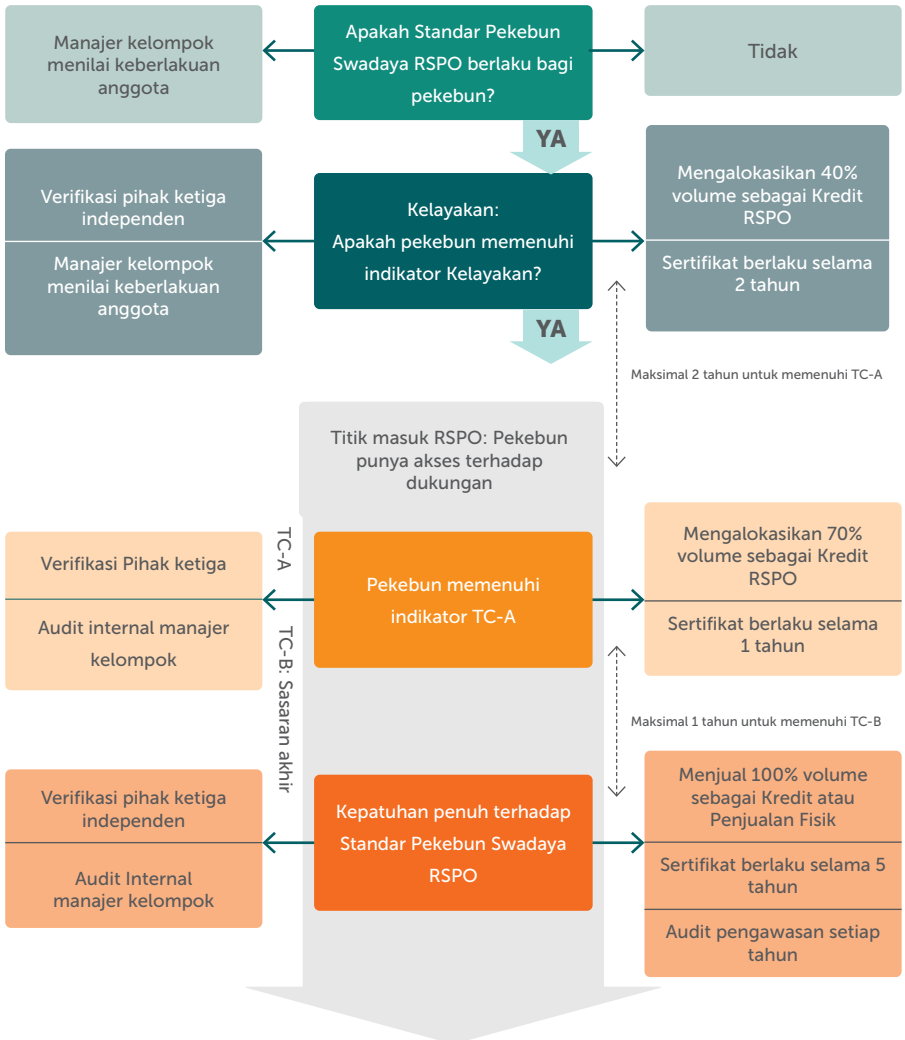 Manajer kelompok
menilai keberlakuan
anggota
Apakah Standar Pekebun
Swadaya RSPO berlaku bagi
pekebun?
Tidak
YA
Verifikasi pihak ketiga
independen
Manajer kelompok
menilai keberlakuan
anggota
Kelayakan:
Apakah pekebun memenuhi
indikator Kelayakan?
Mengalokasikan 40%
volume sebagai Kredit
RSPO
Sertifikat berlaku selama
2 tahun
YA
Maksimal 2 tahun untuk memenuhi TC-A
Titik masuk RSPO: Pekebun
punya akses terhadap
dukungan
TC-A
Verifikasi Pihak ketiga
Audit internal manajer
kelompok
Pekebun memenuhi
indikator TC-A
Mengalokasikan 70%
volume sebagai Kredit
RSPO
Sertifikat berlaku selama
1 tahun
TC-B: Sasaran akhir
Maksimal 1 tahun untuk memenuhi TC-B
Verifikasi pihak ketiga
independen
Audit Internal
manajer kelompok
Kepatuhan penuh terhadap
Standar Pekebun Swadaya
RSPO
Menjual 100% volume
sebagai Kredit atau
Penjualan Fisik
Sertifikat berlaku selama 5
tahun
Audit pengawasan setiap
tahun